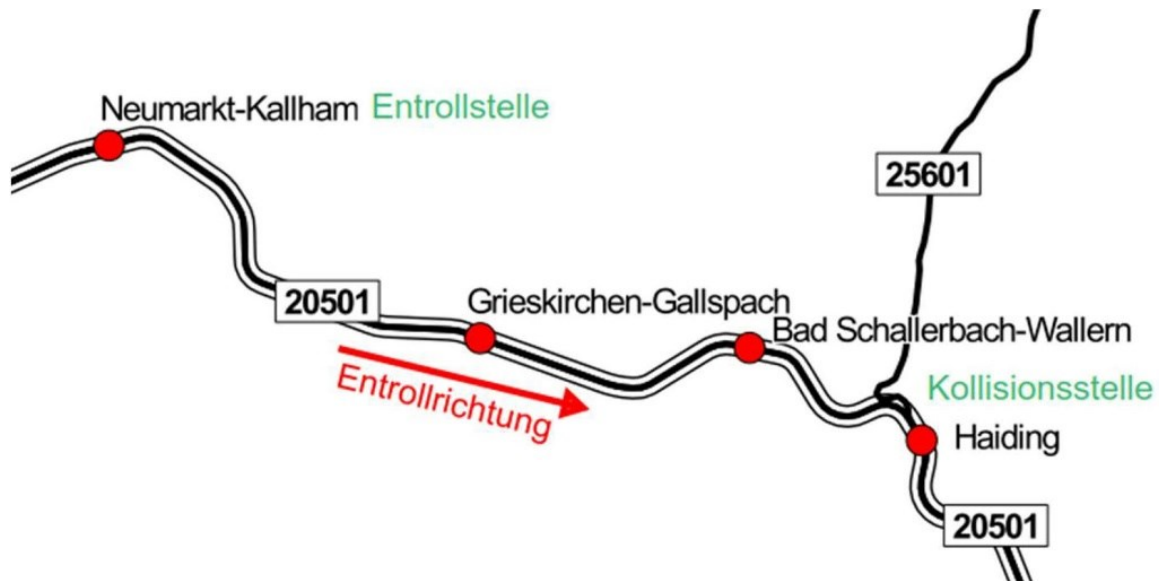 Neumarkt-Kallham Entrollstelle
25601
20501
Grieskirchen-Gallspach
Bad Schallerbach-Wallern
Entrollrichtung
Kollisionsstelle
Haiding
20501